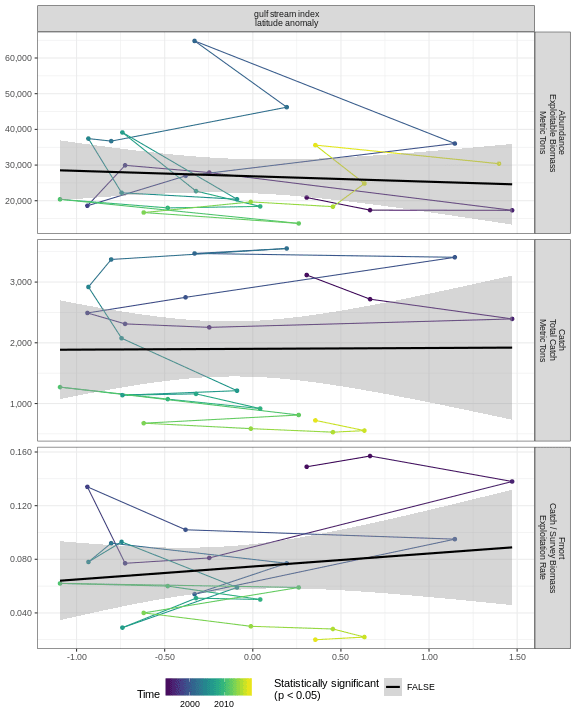 gulf stream index
latitude anomaly
60,000
50,000
40,000
30,000
20,000
Abundance
Exploitable Biomass
Metric Tons
3,000
2,000
1,000
Catch
Total Catch
Metric Tons
0.160
0.120
0.080
0.040
Fmort
Catch / Survey Biomass
Exploitation Rate
-1.00
-0.50
0.00
0.50
1.00
1.50
Time
2000
2010
Statistically significant
(p < 0.05)
FALSE